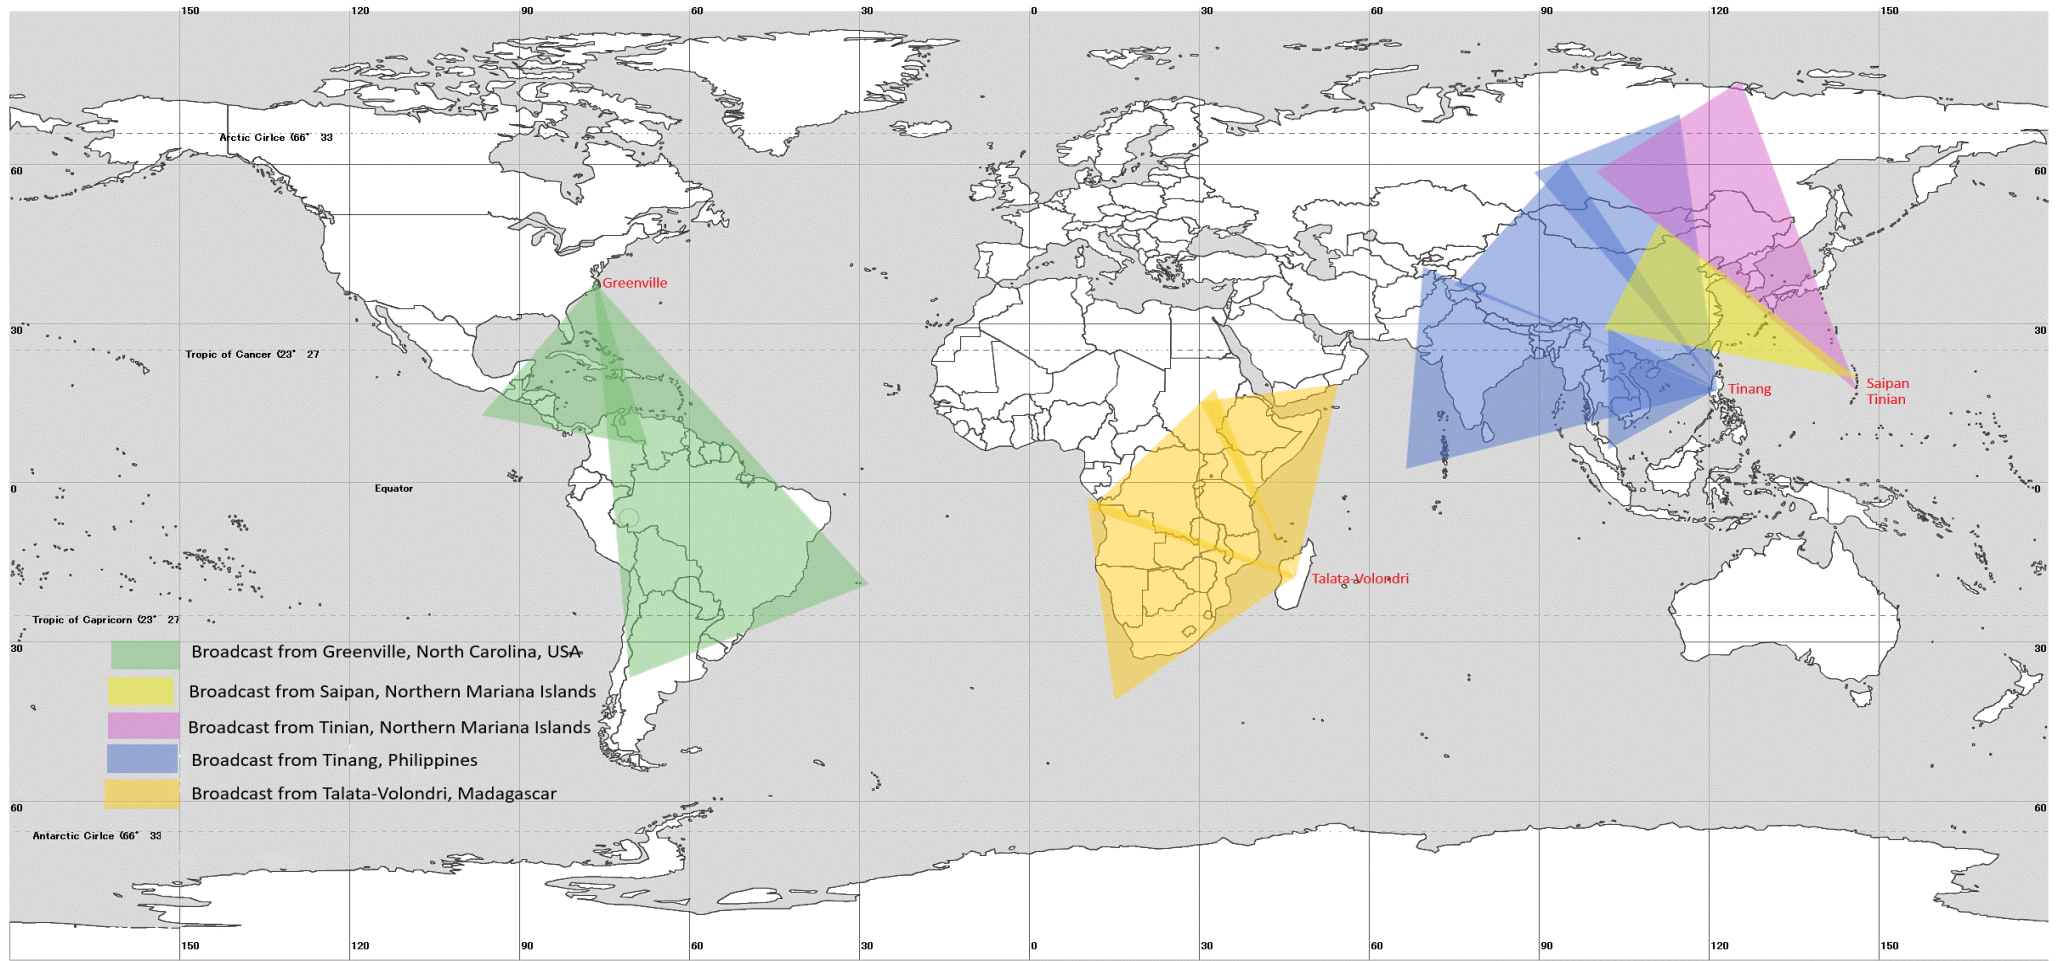 150 120 90 60 0 30 60 90 120 150
Arctic Cirlce (66° 33
60 60
Greenville
30 30
Tropic of Cancer (23° 27
Tinang
Saipan
Tinian
0 Equator 0
Talata-Volondri
Tropic of Capricorn (23° 27
30 30
Broadcast from Greenville, North Carolina, USA
Broadcast from Saipan, Northern Mariana Islands
Broadcast from Tinian, Northern Mariana Islands
Broadcast from Tinang, Philippines
Broadcast from Talata-Volondri, Madagascar
60 60
Antarctic Cirlce (66° 33
150 120 90 60 0 30 60 90 120 150